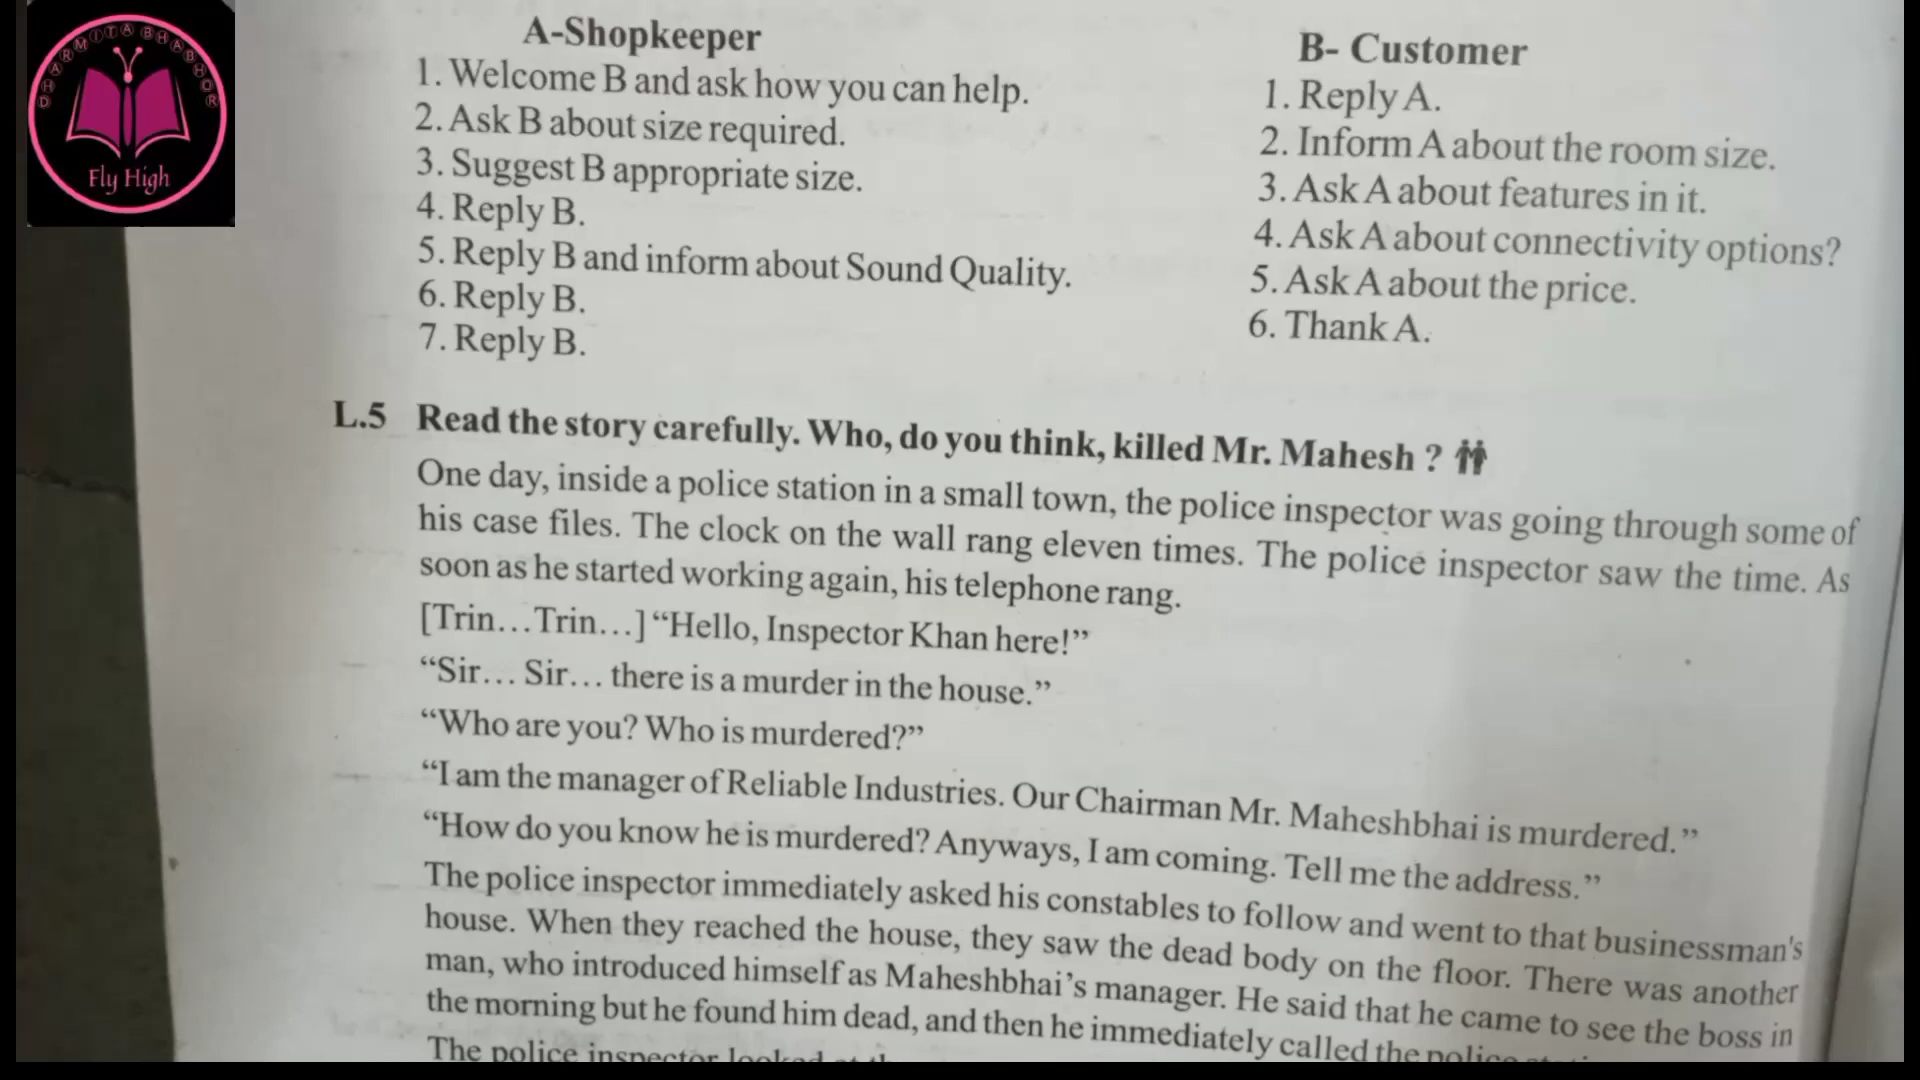 DHARMITA BHABHOR
Fly High
A-Shopkeeper
1. Welcome B and ask how you can help.
2. Ask B about size required.
3. Suggest B appropriate size.
4. Reply B.
5. Reply B and inform about Sound Quality.
6. Reply B.
7. Reply B.
B- Customer
1. Reply A.
2. Inform A about the room size.
3. Ask A about features in it.
4. Ask A about connectivity options?
5. Ask A about the price.
6. Thank A.
L.5 Read the story carefully. Who, do you think, killed Mr. Mahesh ?
One day, inside a police station in a small town, the police inspector was going through some of
his case files. The clock on the wall rang eleven times. The police inspector saw the time. As
soon as he started working again, his telephone rang.
[Trin…Trin…] “Hello, Inspector Khan here!”
“Sir… Sir… there is a murder in the house.”
“Who are you? Who is murdered?”
“I am the manager of Reliable Industries. Our Chairman Mr. Maheshbhai is murdered.”
“How do you know he is murdered? Anyways, I am coming. Tell me the address.”
The police inspector immediately asked his constables to follow and went to that businessman's
house. When they reached the house, they saw the dead body on the floor. There was another
man, who introduced himself as Maheshbhai’s manager. He said that he came to see the boss in
the morning but he found him dead, and then he immediately called the police
The police inspector looked